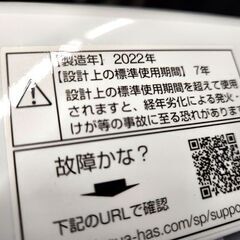 【製造年】2022年
【設計上の標準使用期間】7年
設計上の標準使用期間を超えて使用
されますと、経年劣化による発火・
けが等の事故に至る恐れがあります
故障かな?
下記のURLで確認
a-has.com/sp/suppo